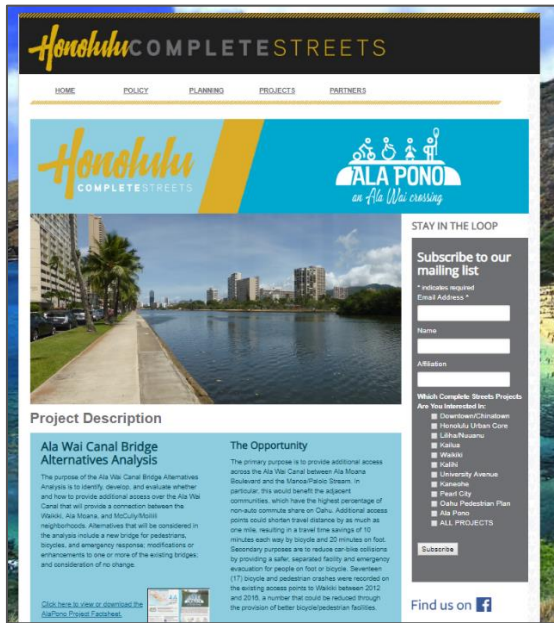 Honolulu COMPLETESTREETS
HOME POLICY PLANNING PROJECTS PARTNERS
Honolulu
COMPLETESTREETS
ALA PONO
an Ala Wai crossing
STAY IN THE LOOP
Subscribe to our
mailing list
* indicates required
Email Address *
Name
Affiliation
Which Complete Streets Projects
Are You Interested In:
Downtown/Chinatown
Honolulu Urban Core
Liliha/Nuuanu
Kailua
Waikiki
Kalihi
University Avenue
Kaneohe
Pearl City
Oahu Pedestrian Plan
Ala Pono
ALL PROJECTS
Subscribe
Find us on f
Project Description
Ala Wai Canal Bridge
Alternatives Analysis
The purpose of the Ala Wai Canal Bridge Alternatives
Analysis is to identify, develop, and evaluate whether
and how to provide additional access over the Ala Wai
Canal that will provide a connection between the
Waikiki, Ala Moana, and McCully/Moiliili
neighborhoods. Alternatives that will be considered in
the analysis include a new bridge for pedestrians,
bicycles, and emergency response; modifications or
enhancements to one or more of the existing bridges;
and consideration of no change.
Click here to view or download the
AlaPono Project Factsheet.
The Opportunity
The primary purpose is to provide additional access
across the Ala Wai Canal between Ala Moana
Boulevard and the Manoa/Palolo Stream. In
particular, this would benefit the adjacent
communities, which have the highest percentage of
non-auto commute share on Oahu. Additional access
points could shorten travel distance by as much as
one mile, resulting in a travel time savings of 10
minutes each way by bicycle and 20 minutes on foot.
Secondary purposes are to reduce car-bike collisions
by providing a safer, separated facility and emergency
evacuation for people on foot or bicycle. Seventeen
(17) bicycle and pedestrian crashes were recorded on
the existing access points to Waikiki between 2012
and 2016, a number that could be reduced through
the provision of better bicycle/pedestrian facilities.